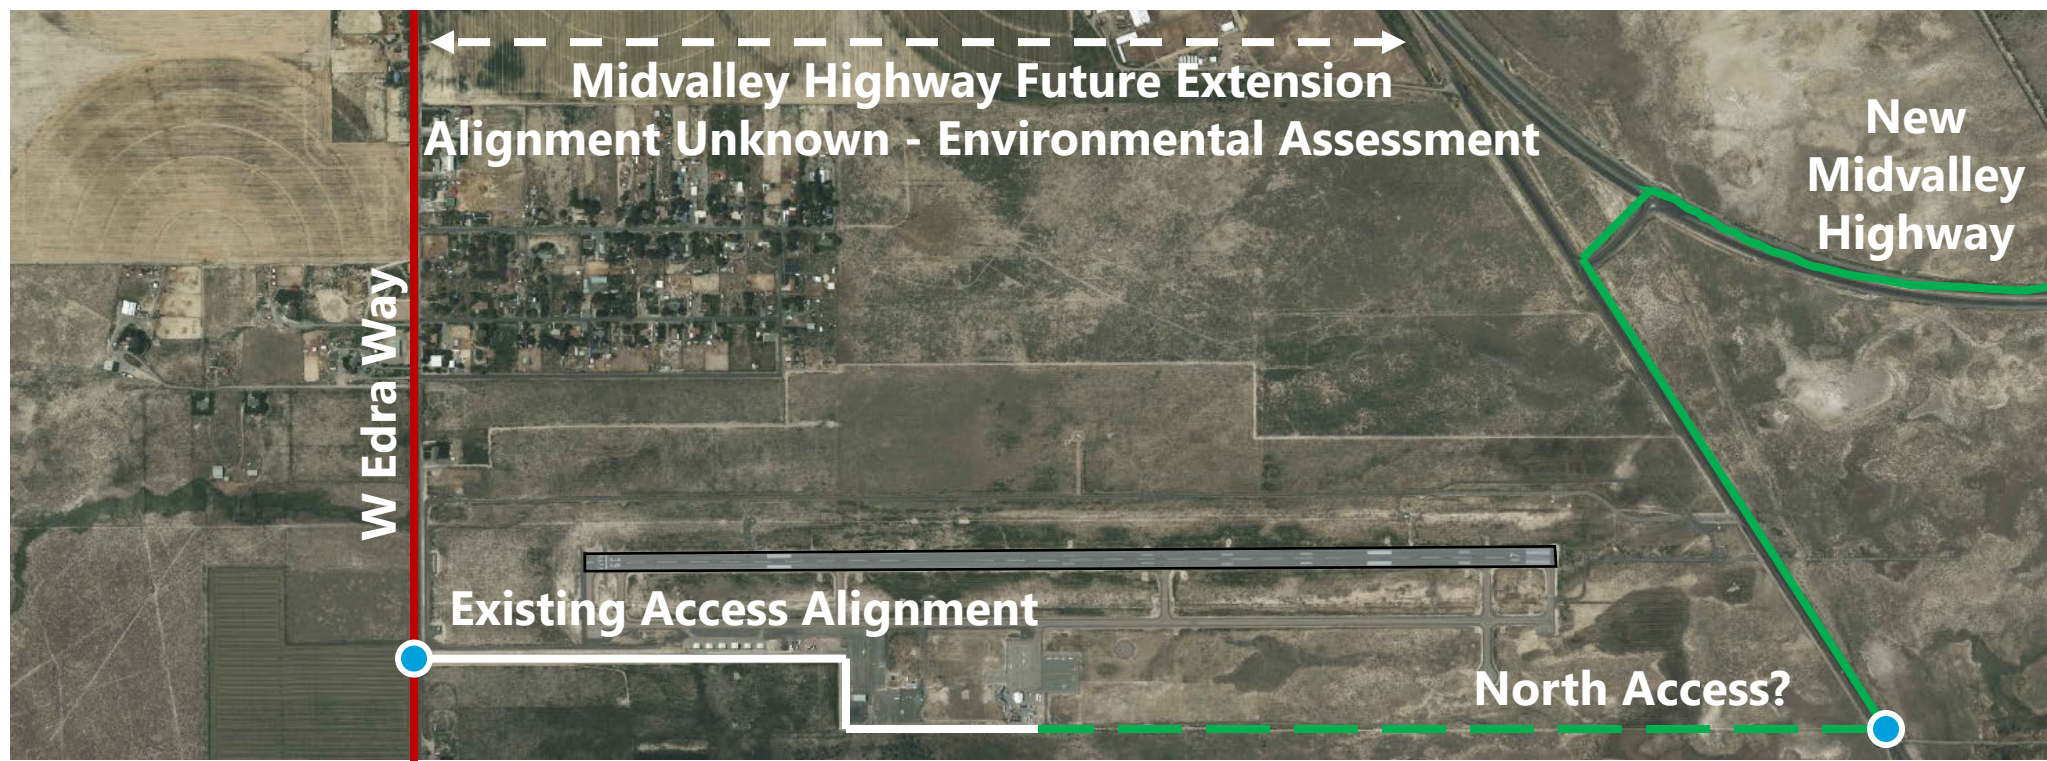 Midvalley Highway Future Extension
Alignment Unknown - Environmental Assessment
New
Midvalley
Highway
W Edra Way
Existing Access Alignment
North Access?